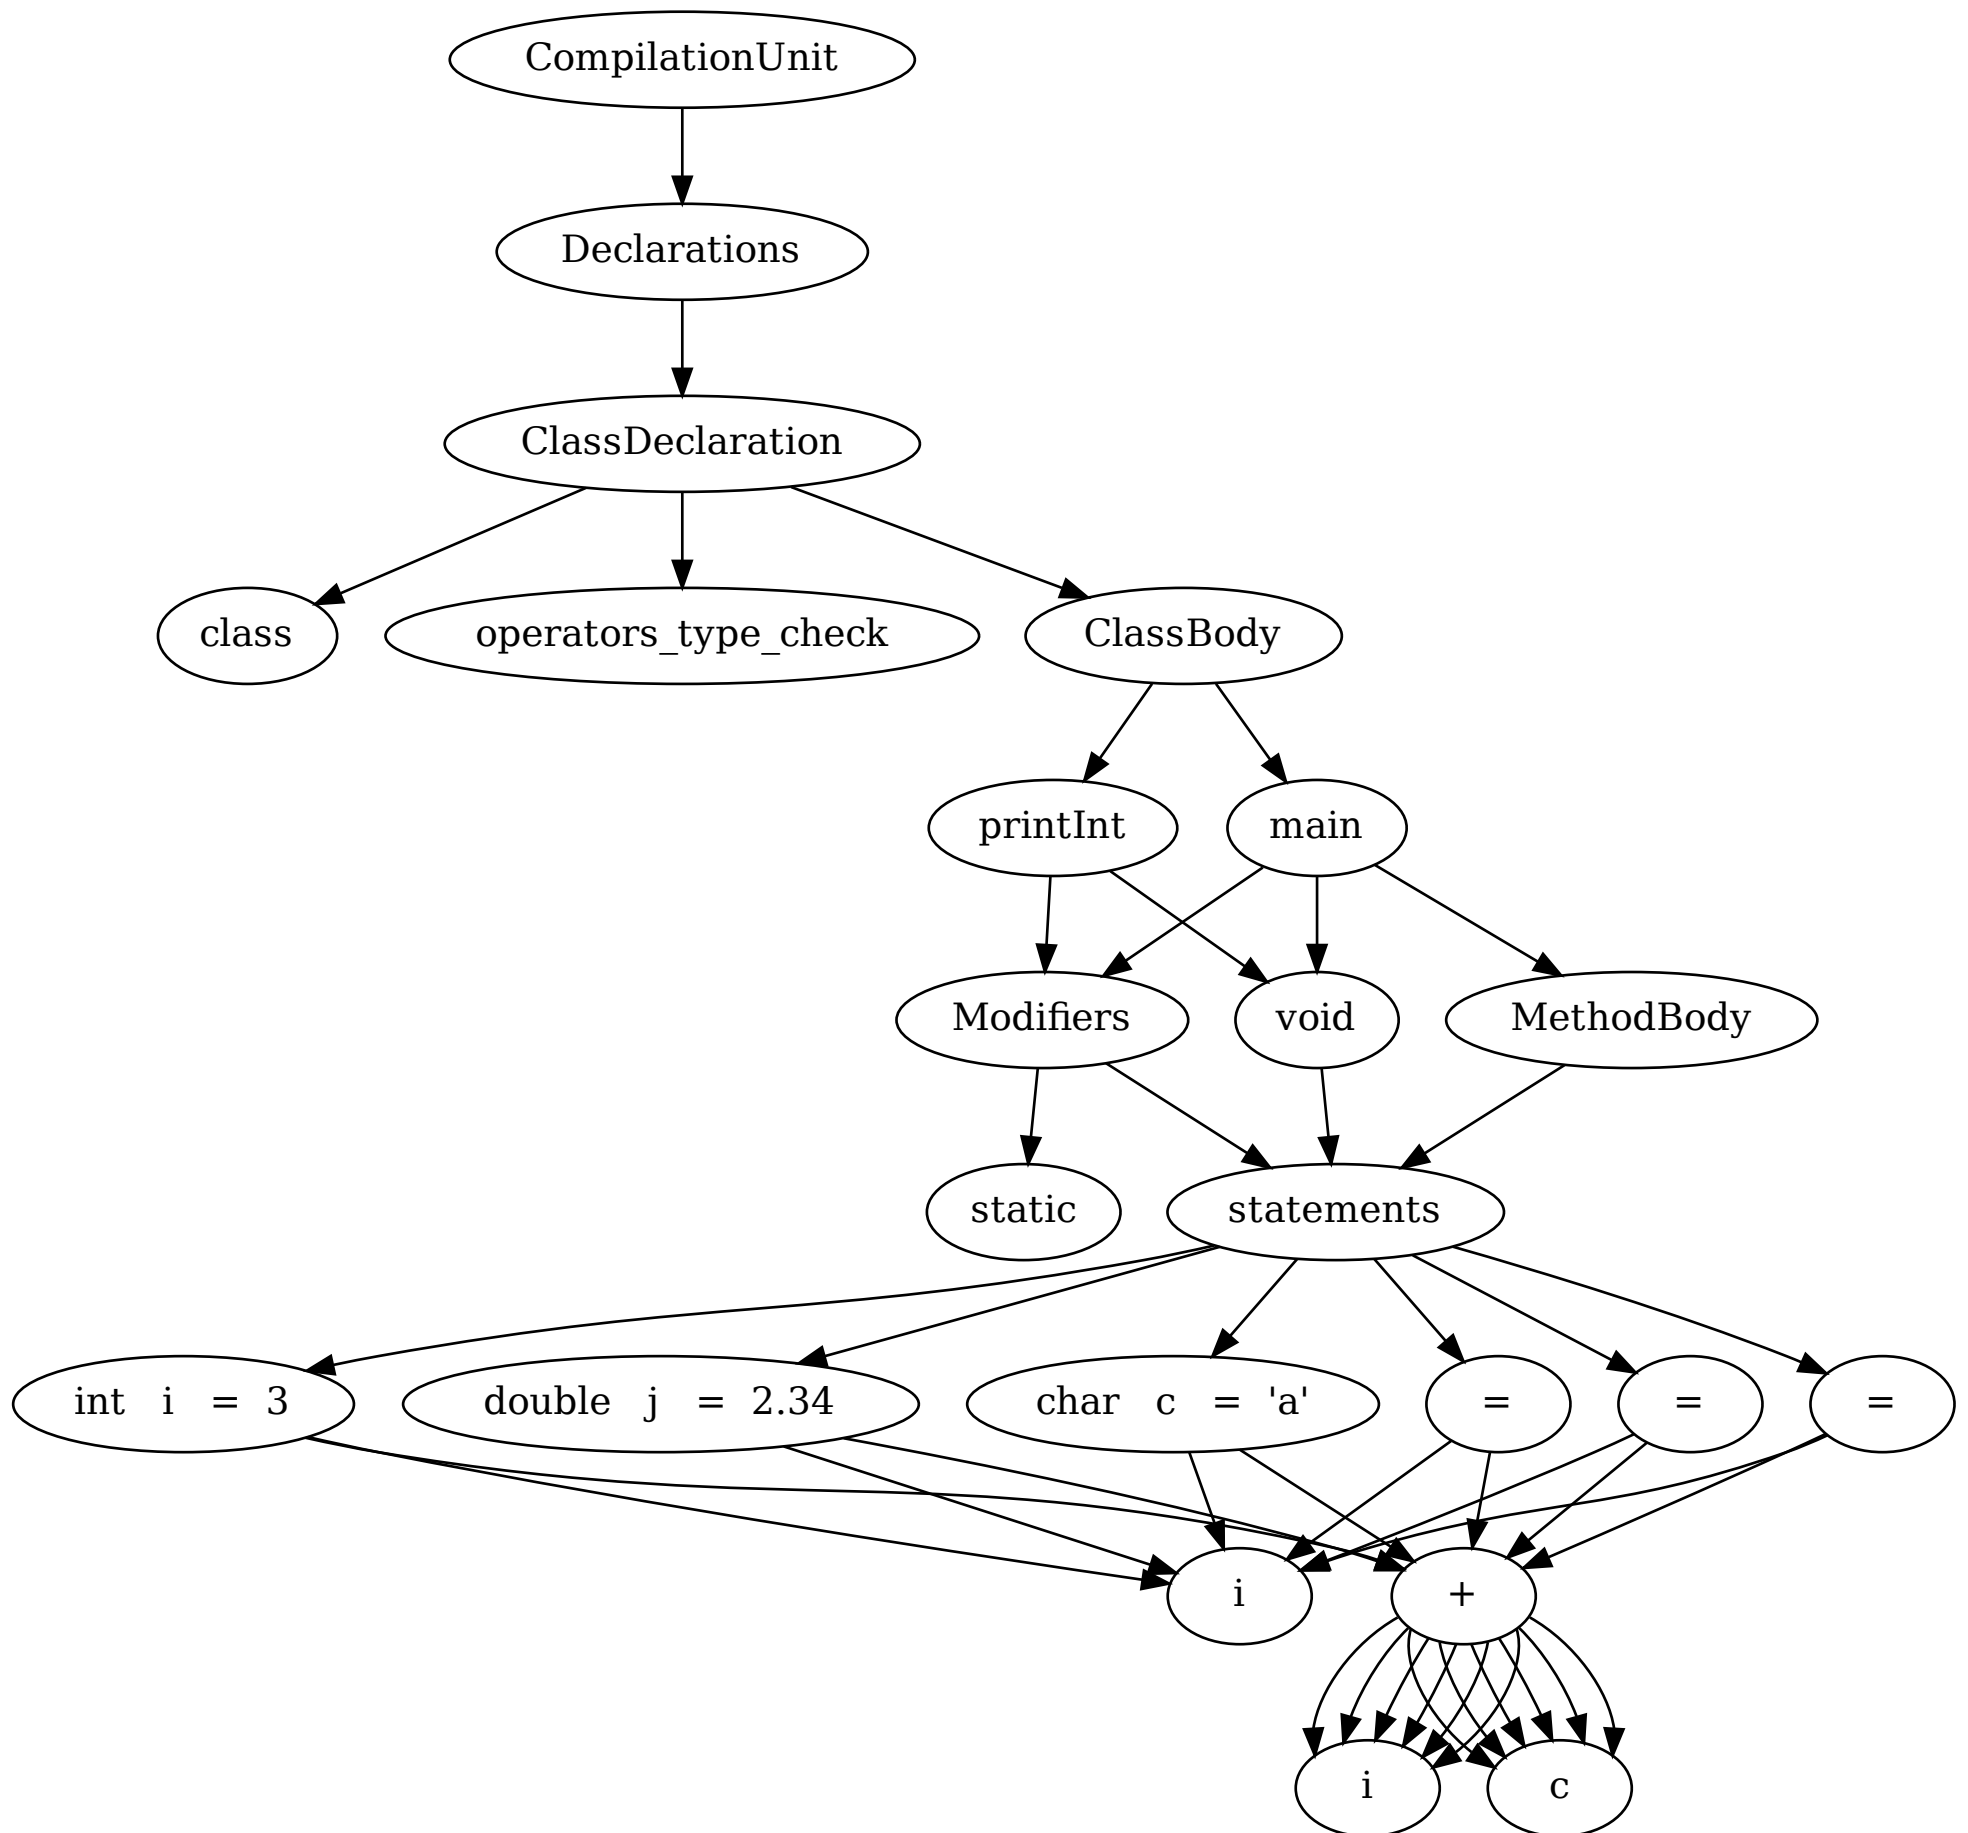 CompilationUnit
Declarations
ClassDeclaration
class
operators_type_check
ClassBody
printInt
main
Modifiers
void
MethodBody
static
statements
int i = 3
double j = 2.34
char c = 'a'
=
=
=
i
+
i
c